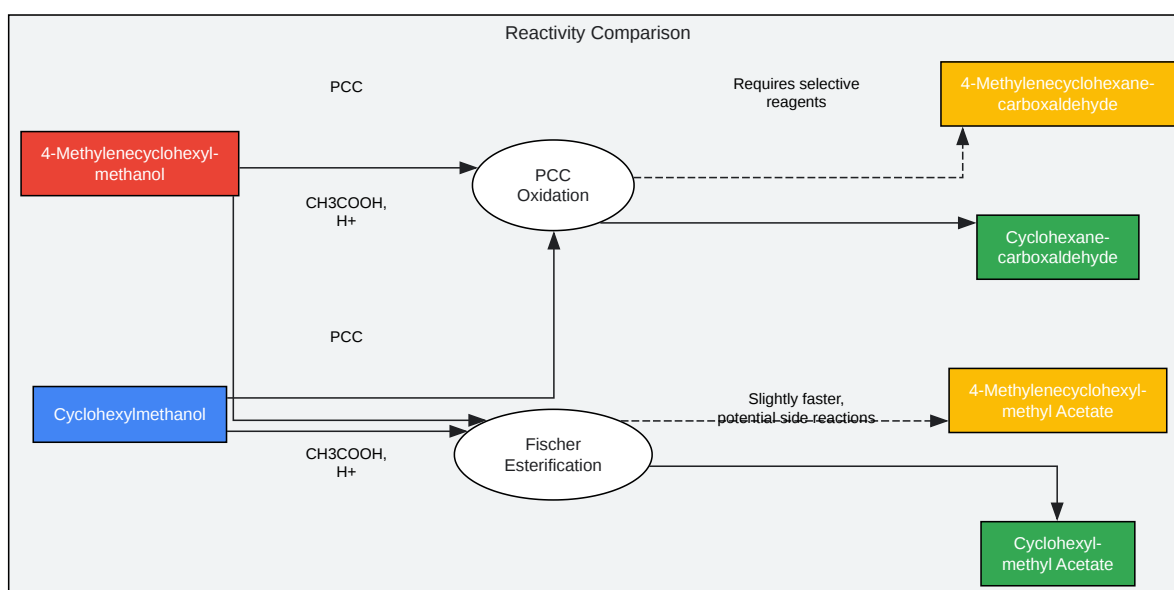 Reactivity Comparison
PCC
Requires selective
reagents
4-Methylenecyclohexane-
carboxaldehyde
4-Methylenecyclohexyl-
methanol
PCC
Oxidation
CH3COOH,
H+
Cyclohexane-
carboxaldehyde
PCC
Cyclohexylmethanol
Slightly faster,
potential side reactions
4-Methylenecyclohexyl-
methyl Acetate
CH3COOH,
H+
Fischer
Esterification
Cyclohexyl-
methyl Acetate